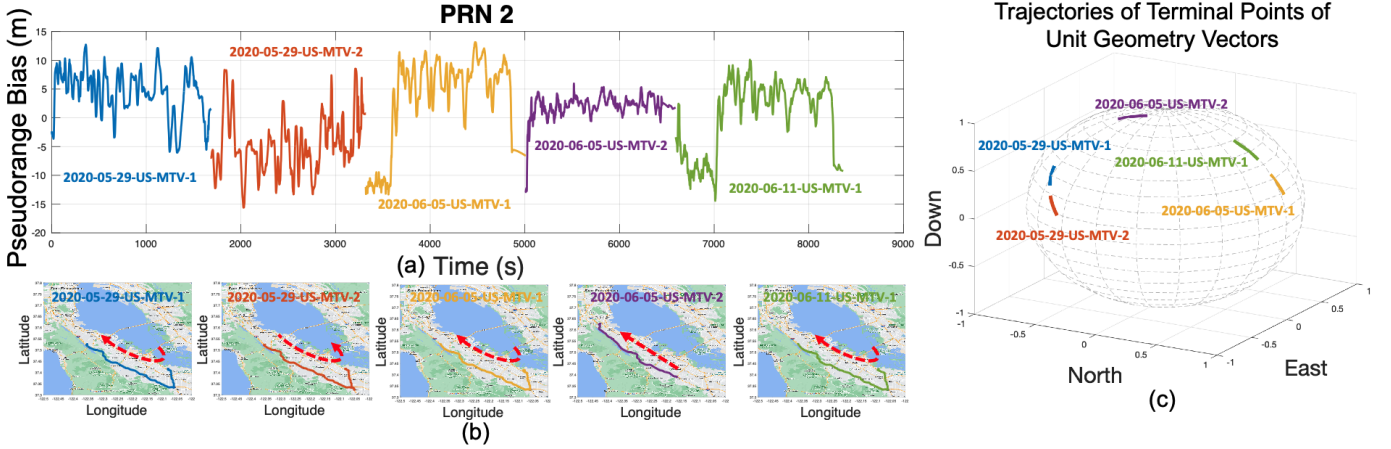 PRN 2
Pseudorange Bias (m)
15
10
5
0
-5
-10
-15
-20
2020-05-29-US-MTV-1
2020-05-29-US-MTV-2
2020-06-05-US-MTV-1
2020-06-05-US-MTV-2
2020-06-11-US-MTV-1
0
1000
2000
3000
4000
5000
6000
7000
8000
9000
(a) Time (s)
2020-05-29-US-MTV-1
Latitude
Longitude
2020-05-29-US-MTV-2
Latitude
Longitude
2020-06-05-US-MTV-1
Latitude
Longitude
2020-06-05-US-MTV-2
Latitude
Longitude
2020-06-11-US-MTV-1
Latitude
Longitude
(b)
Trajectories of Terminal Points of
Unit Geometry Vectors
2020-06-05-US-MTV-2
2020-05-29-US-MTV-1
2020-06-11-US-MTV-1
2020-06-05-US-MTV-1
2020-05-29-US-MTV-2
Down
1
0.5
0
-0.5
-1
-1
-0.5
0
0.5
1
North
-1
-0.5
0
0.5
1
East
(c)